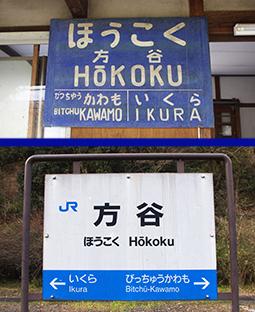 ほうこく
方谷
HŌKOKU
びっちゅう かわも いくら
BITCHU KAWAMO IKURA
JR
方谷
ほうこく Hōkoku
いくら びっちゅうかわも
Ikura Bitchū-Kawamo